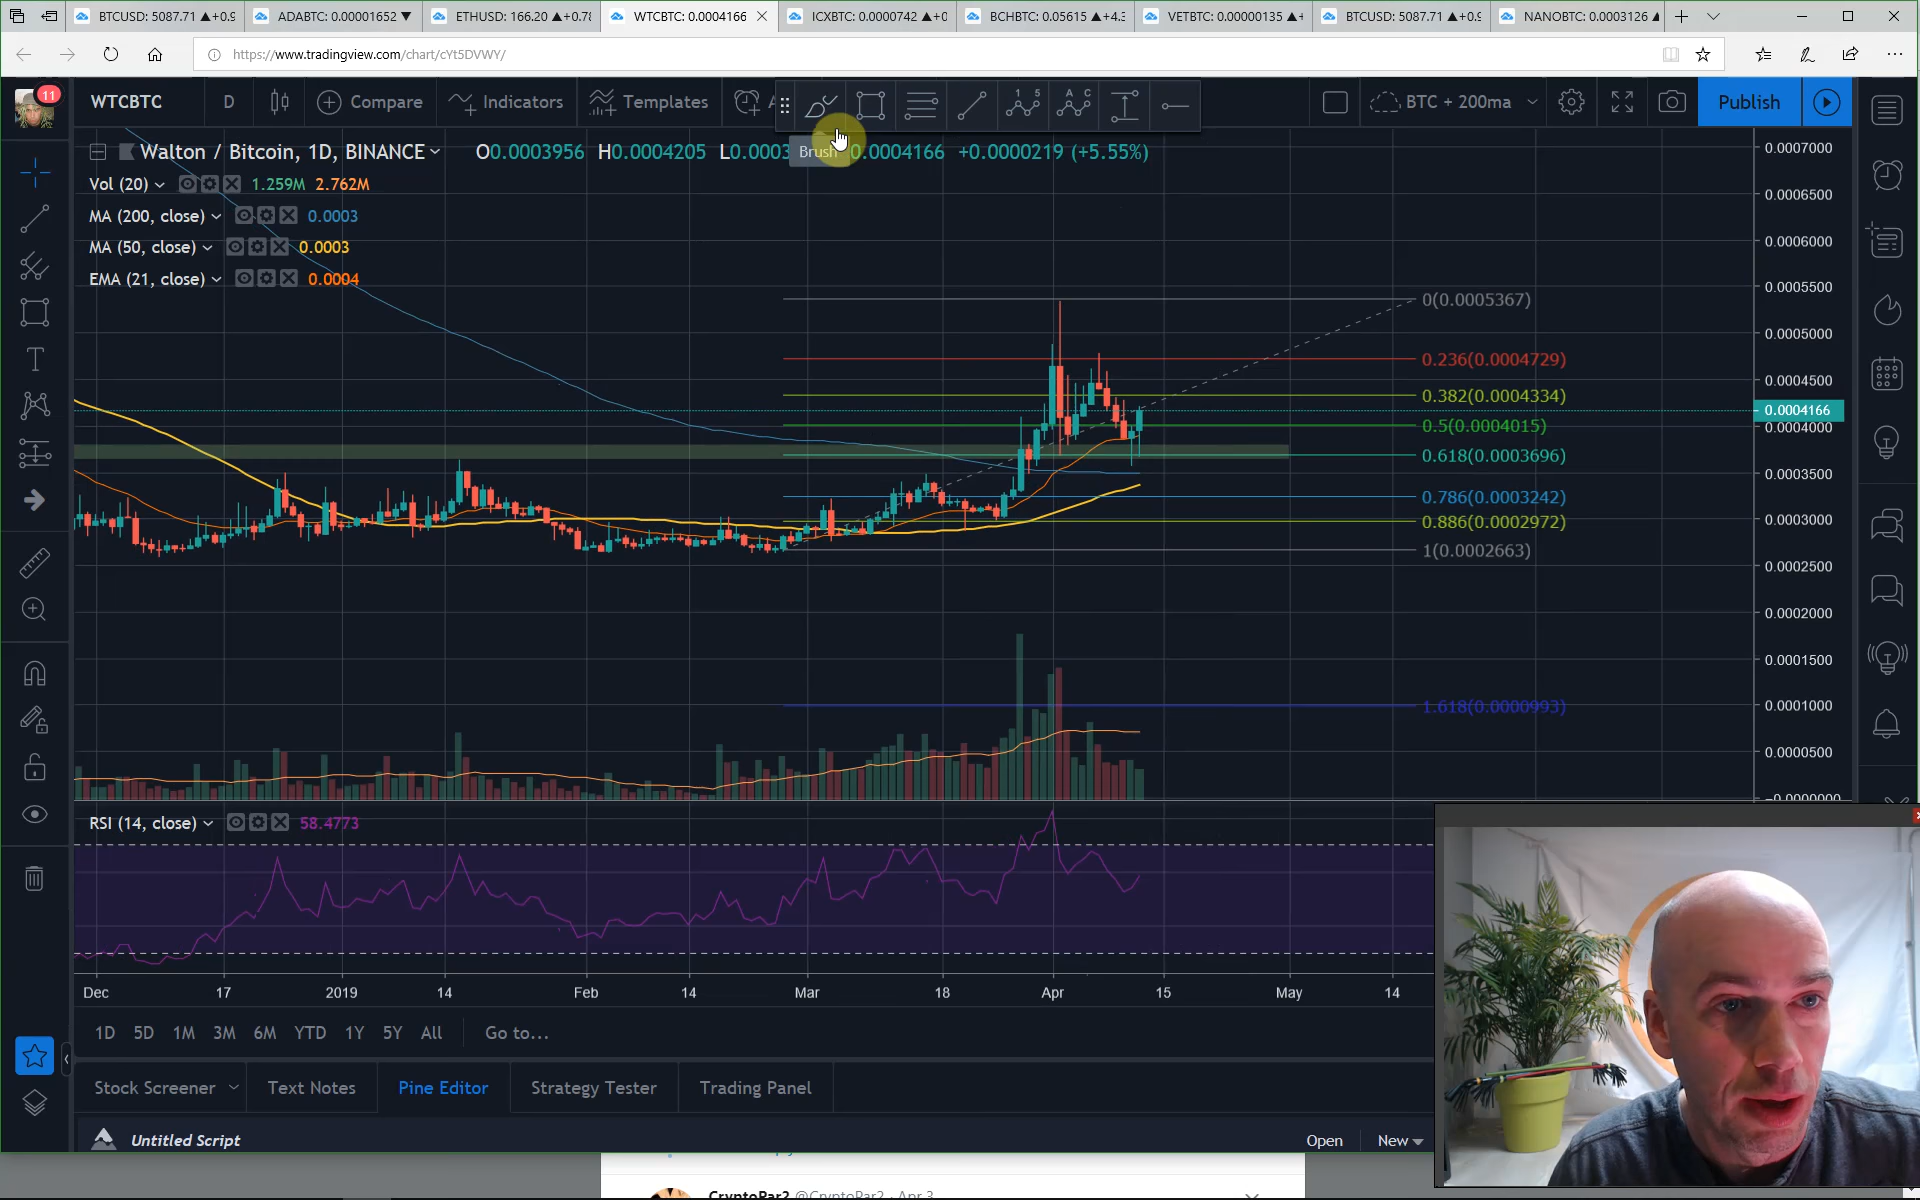 BTCUSD: 5087.71 ▲+0.9
ADABTC: 0.00001652 ▼
ETHUSD: 166.20 ▲+0.78
WTCBTC: 0.0004166
ICXBTC: 0.0000742 ▲+0
BCHBTC: 0.05615 ▲+4.3
VETBTC: 0.00000135 ▲+
BTCUSD: 5087.71 ▲+0.9
NANOBTC: 0.0003126 ▲
https://www.tradingview.com/chart/cYt5DVWY/
11
WTCBTC
D
Compare
Indicators
Templates
A
BTC + 200ma
Publish
Brush
Walton / Bitcoin, 1D, BINANCE
O0.0003956 H0.0004205 L0.0003 0.0004166 +0.0000219 (+5.55%)
Vol (20) 1.259M 2.762M
MA (200, close) 0.0003
MA (50, close) 0.0003
EMA (21, close) 0.0004
0(0.0005367)
0.236(0.0004729)
0.382(0.0004334)
0.5(0.0004015)
0.618(0.0003696)
0.786(0.0003242)
0.886(0.0002972)
1(0.0002663)
1.618(0.0000993)
0.0007000
0.0006500
0.0006000
0.0005500
0.0005000
0.0004500
0.0004166
0.0004000
0.0003500
0.0003000
0.0002500
0.0002000
0.0001500
0.0001000
0.0000500
-0.0000000
RSI (14, close) 58.4773
Dec 17 2019 14 Feb 14 Mar 18 Apr 15 May 14
1D 5D 1M 3M 6M YTD 1Y 5Y All Go to...
Stock Screener Text Notes Pine Editor Strategy Tester Trading Panel
Untitled Script Open New
CryptoPar2 @CryptoPar2 · Apr 3